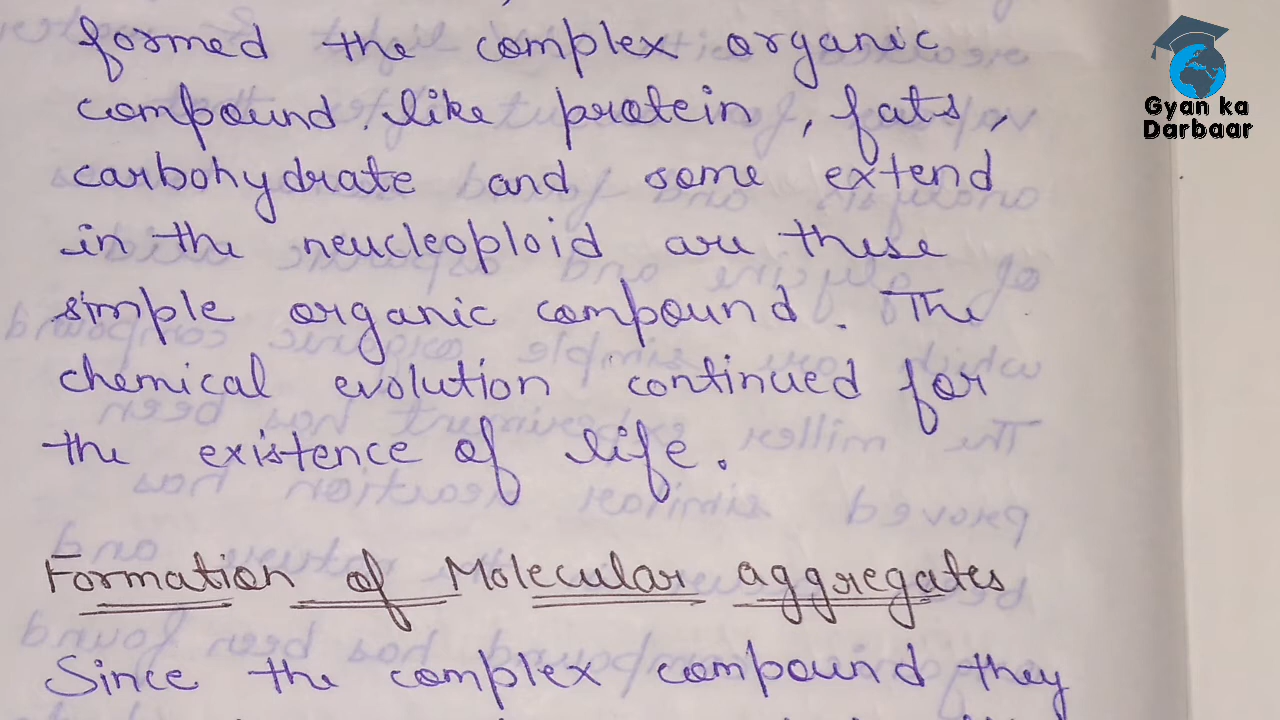 formed the complex organic
compound. like protein, fats,
carbohydrate and some extend
in the neucleoploid are these
simple organic compound. The
chemical evolution continued for
the existence of life.
Formation of Molecular aggregates
Since the complex compound they
Gyan ka
Darbaar